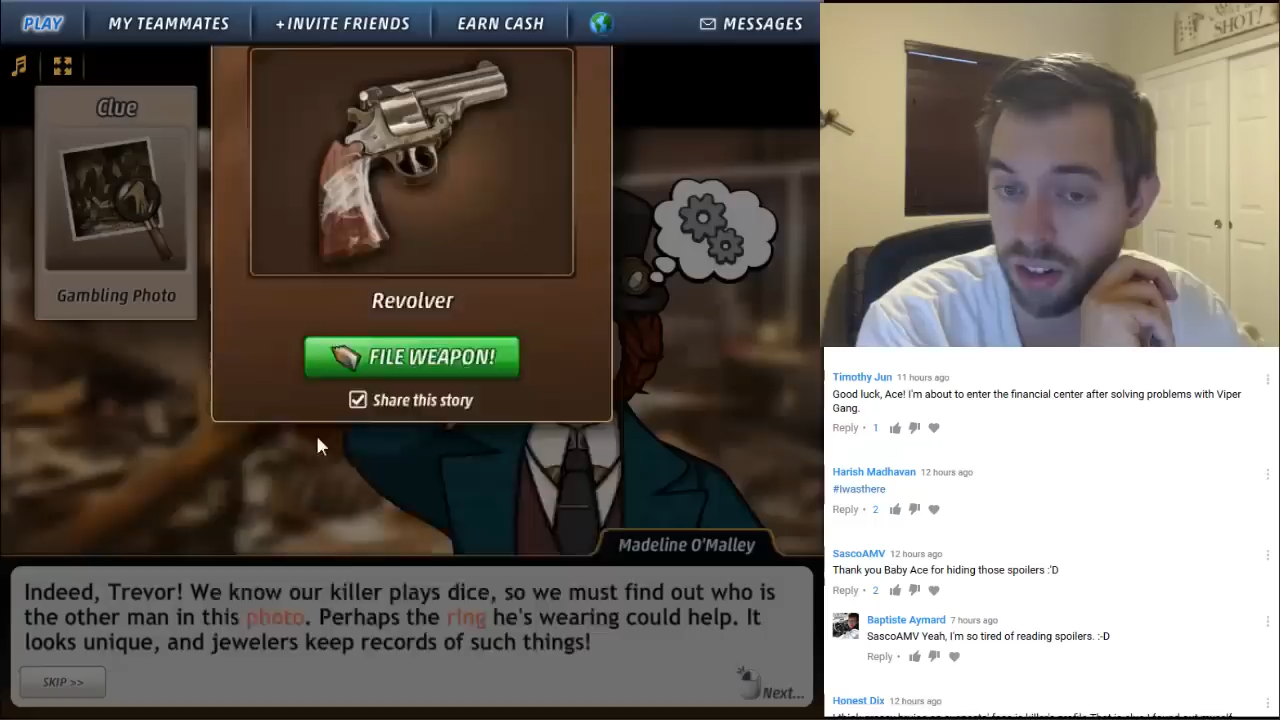 PLAY
MY TEAMMATES
+INVITE FRIENDS
EARN CASH
MESSAGES
Clue
Gambling Photo
Revolver
FILE WEAPON!
Share this story
Madeline O'Malley
Indeed, Trevor! We know our killer plays dice, so we must find out who is
the other man in this photo. Perhaps the ring he's wearing could help. It
looks unique, and jewelers keep records of such things!
SKIP >>
Next...
SHOT!
Timothy Jun 11 hours ago
Good luck, Ace! I'm about to enter the financial center after solving problems with Viper
Gang.
Reply · 1
Harish Madhavan 12 hours ago
#Iwasthere
Reply · 2
SascoAMV 12 hours ago
Thank you Baby Ace for hiding those spoilers :'D
Reply · 2
Baptiste Aymard 7 hours ago
SascoAMV Yeah, I'm so tired of reading spoilers. :-D
Reply ·
Honest Dix 12 hours ago